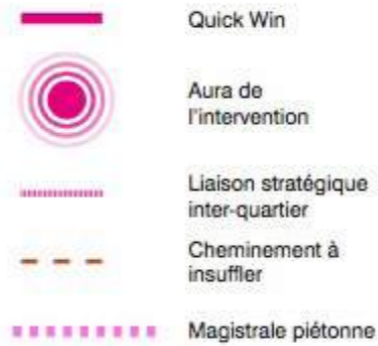 Quick Win
Aura de
l'intervention
Liaison stratégique
inter-quartier
Cheminement à
insuffler
Magistrale piétonne